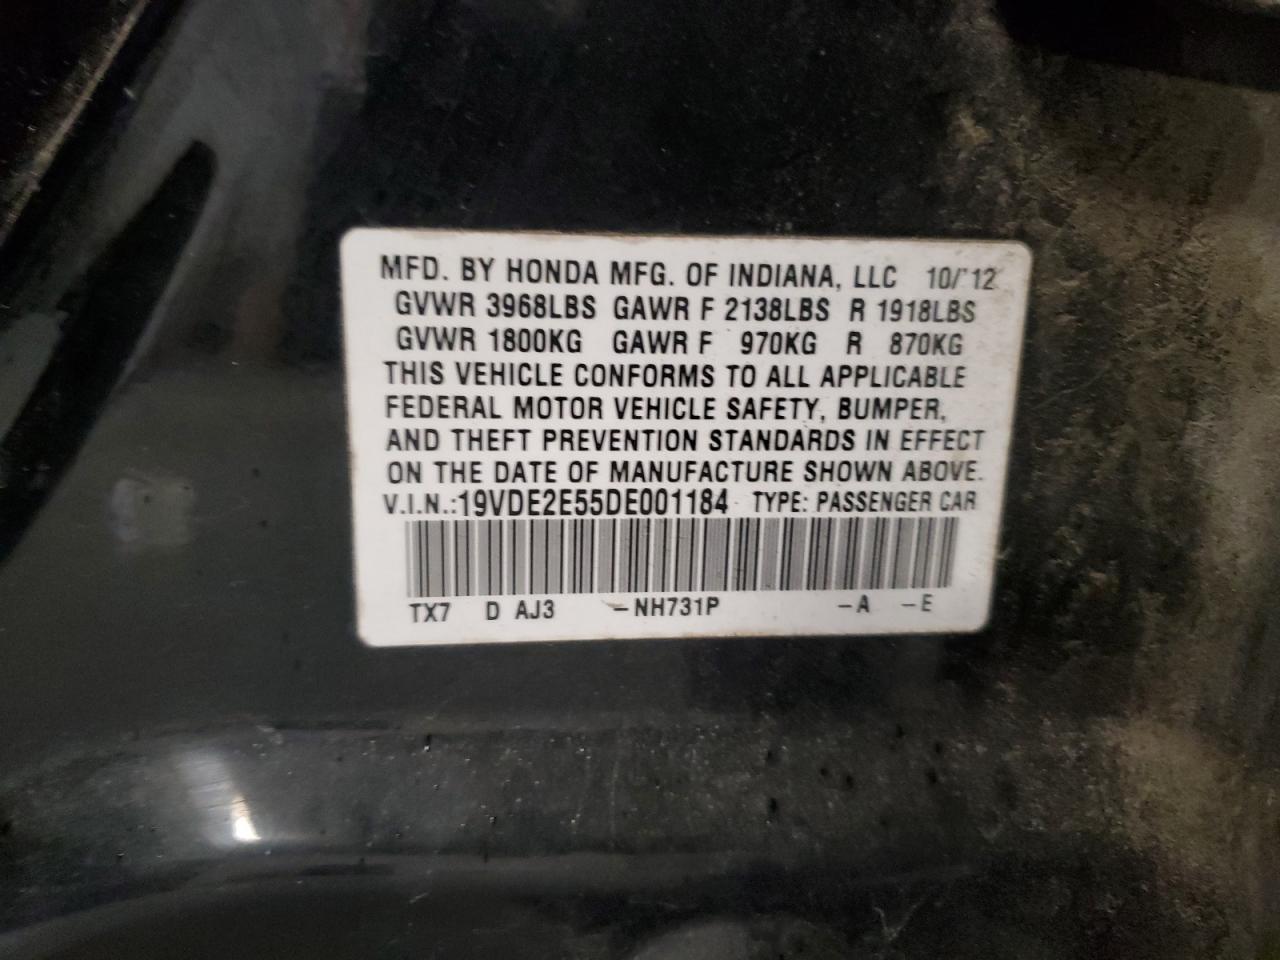 MFD. BY HONDA MFG. OF INDIANA, LLC 10/'12
GVWR 3968LBS GAWR F 2138LBS R 1918LBS
GVWR 1800KG GAWR F 970KG R 870KG
THIS VEHICLE CONFORMS TO ALL APPLICABLE
FEDERAL MOTOR VEHICLE SAFETY, BUMPER,
AND THEFT PREVENTION STANDARDS IN EFFECT
ON THE DATE OF MANUFACTURE SHOWN ABOVE.
V.I.N.:19VDE2E55DE001184 TYPE: PASSENGER CAR
TX7 D AJ3 -NH731P -A -E